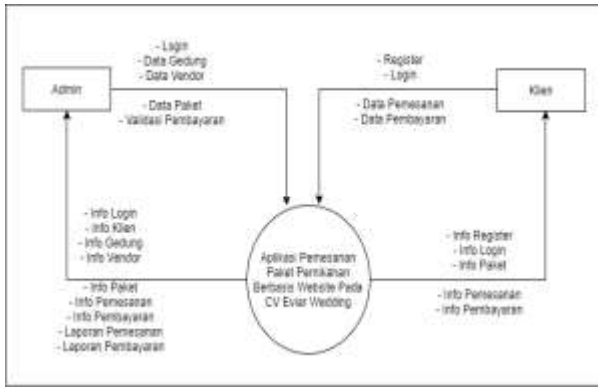 - Login
- Data Gedung
- Data Vendor
Admin
- Data Paket
- Validasi Pembayaran
- Register
- Login
Klien
- Data Pemesanan
- Data Pembayaran
- Info Login
- Info Klien
- Info Gedung
- Info Vendor
- Info Paket
- Info Pemesanan
- Info Pembayaran
- Laporan Pemesanan
- Laporan Pembayaran
Aplikasi Pemesanan
Paket Pernikahan
Berbasis Website Pada
CV Evlar Wedding
- Info Register
- Info Login
- Info Paket
- Info Pemesanan
- Info Pembayaran